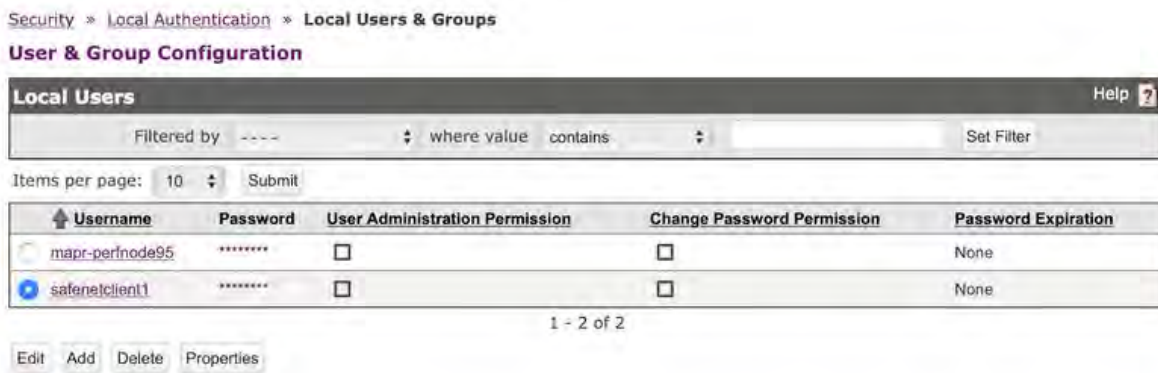 Security » Local Authentication » Local Users & Groups
User & Group Configuration
Local Users Help ?
Filtered by ---- where value contains Set Filter
Items per page: 10 Submit
Username Password User Administration Permission Change Password Permission Password Expiration
mapr-perfnode95 ******** None
safenetclient1 ******** None
1 - 2 of 2
Edit Add Delete Properties